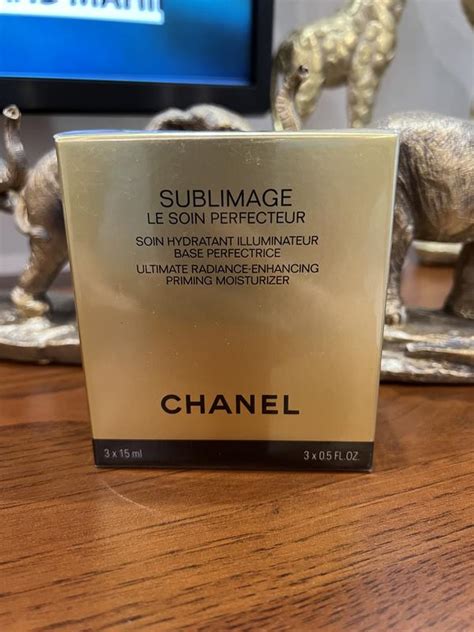 SUBLIMAGE
LE SOIN PERFECTEUR
SOIN HYDRATANT ILLUMINATEUR
BASE PERFECTRICE
ULTIMATE RADIANCE-ENHANCING
PRIMING MOISTURIZER
CHANEL
3 x 15 ml 3 x 0.5 FL.OZ.